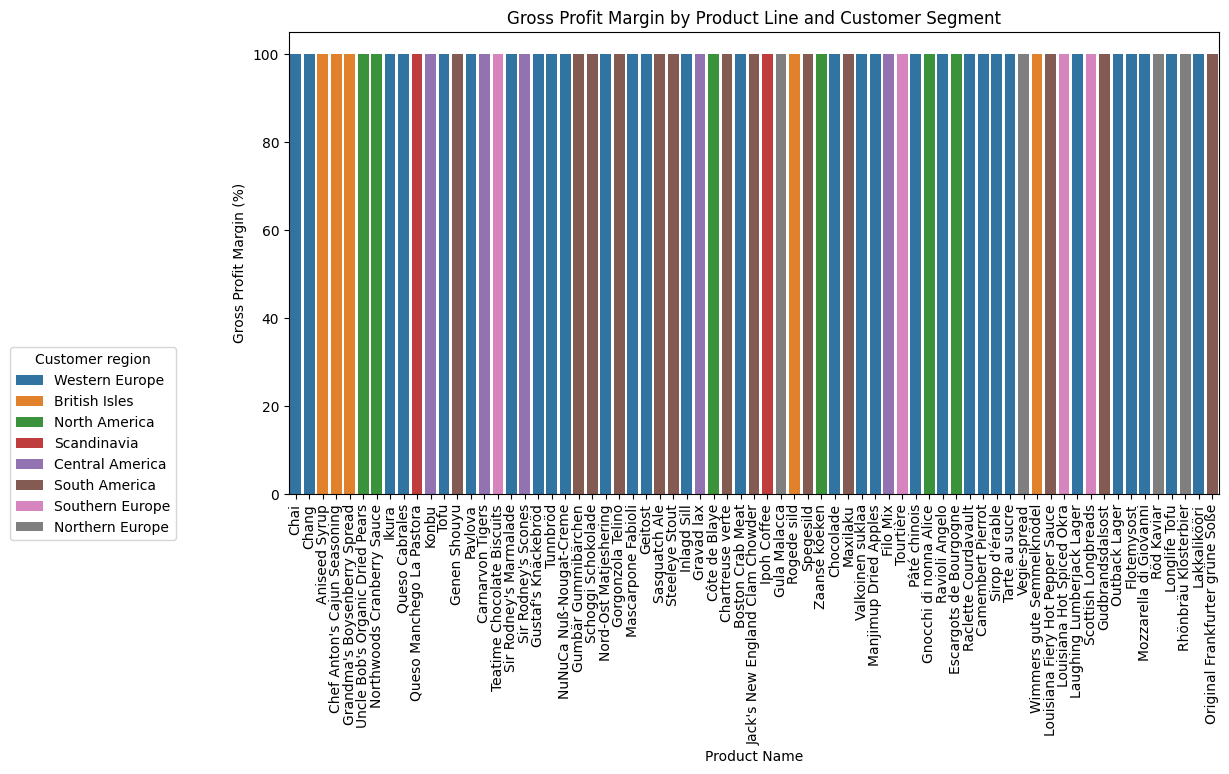 Gross Profit Margin by Product Line and Customer Segment
Gross Profit Margin (%)
100
80
60
40
20
0
Customer region
Western Europe
British Isles
North America
Scandinavia
Central America
South America
Southern Europe
Northern Europe
Chai
Chang
Aniseed Syrup
Chef Anton's Cajun Seasoning
Grandma's Boysenberry Spread
Uncle Bob's Organic Dried Pears
Northwoods Cranberry Sauce
Ikura
Queso Cabrales
Queso Manchego La Pastora
Konbu
Tofu
Genen Shouyu
Pavlova
Carnarvon Tigers
Teatime Chocolate Biscuits
Sir Rodney's Marmalade
Sir Rodney's Scones
Gustaf's Knäckebröd
Tunnbröd
NuNuCa Nuß-Nougat-Creme
Gumbär Gummibärchen
Schoggi Schokolade
Nord-Ost Matjeshering
Gorgonzola Telino
Mascarpone Fabioli
Geitost
Sasquatch Ale
Steeleye Stout
Inlagd Sill
Gravad lax
Côte de Blaye
Chartreuse verte
Boston Crab Meat
Jack's New England Clam Chowder
Ipoh Coffee
Gula Malacca
Rogede sild
Spegesild
Zaanse koeken
Chocolade
Maxilaku
Valkoinen suklaa
Manjimup Dried Apples
Filo Mix
Tourtière
Pâté chinois
Gnocchi di nonna Alice
Ravioli Angelo
Escargots de Bourgogne
Raclette Courdavault
Camembert Pierrot
Sirop d'érable
Tarte au sucre
Vegie-spread
Wimmers gute Semmelknödel
Louisiana Fiery Hot Pepper Sauce
Louisiana Hot Spiced Okra
Laughing Lumberjack Lager
Scottish Longbreads
Gudbrandsdalsost
Outback Lager
Flotemysost
Mozzarella di Giovanni
Röd Kaviar
Longlife Tofu
Rhönbräu Klosterbier
Lakkalikööri
Original Frankfurter grüne Soße
Product Name